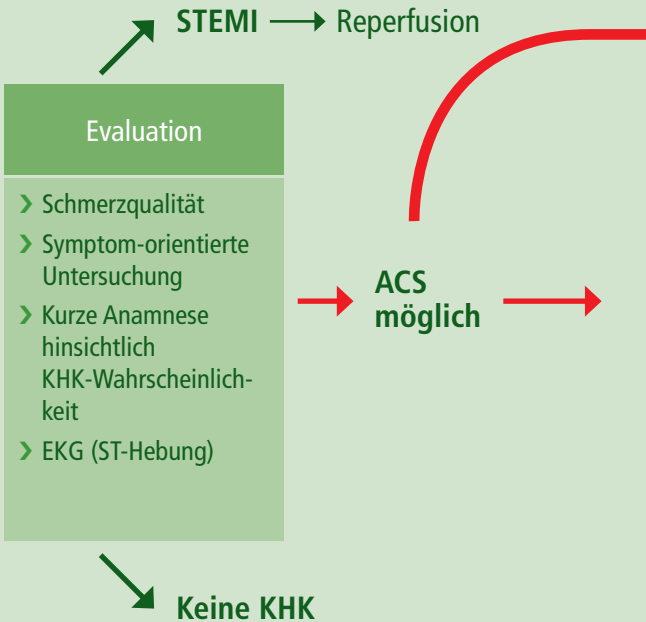 STEMI → Reperfusion
Evaluation
› Schmerzqualität
› Symptom-orientierte
Untersuchung
› Kurze Anamnese
hinsichtlich
KHK-Wahrscheinlich-
keit
› EKG (ST-Hebung)
ACS
möglich
Keine KHK